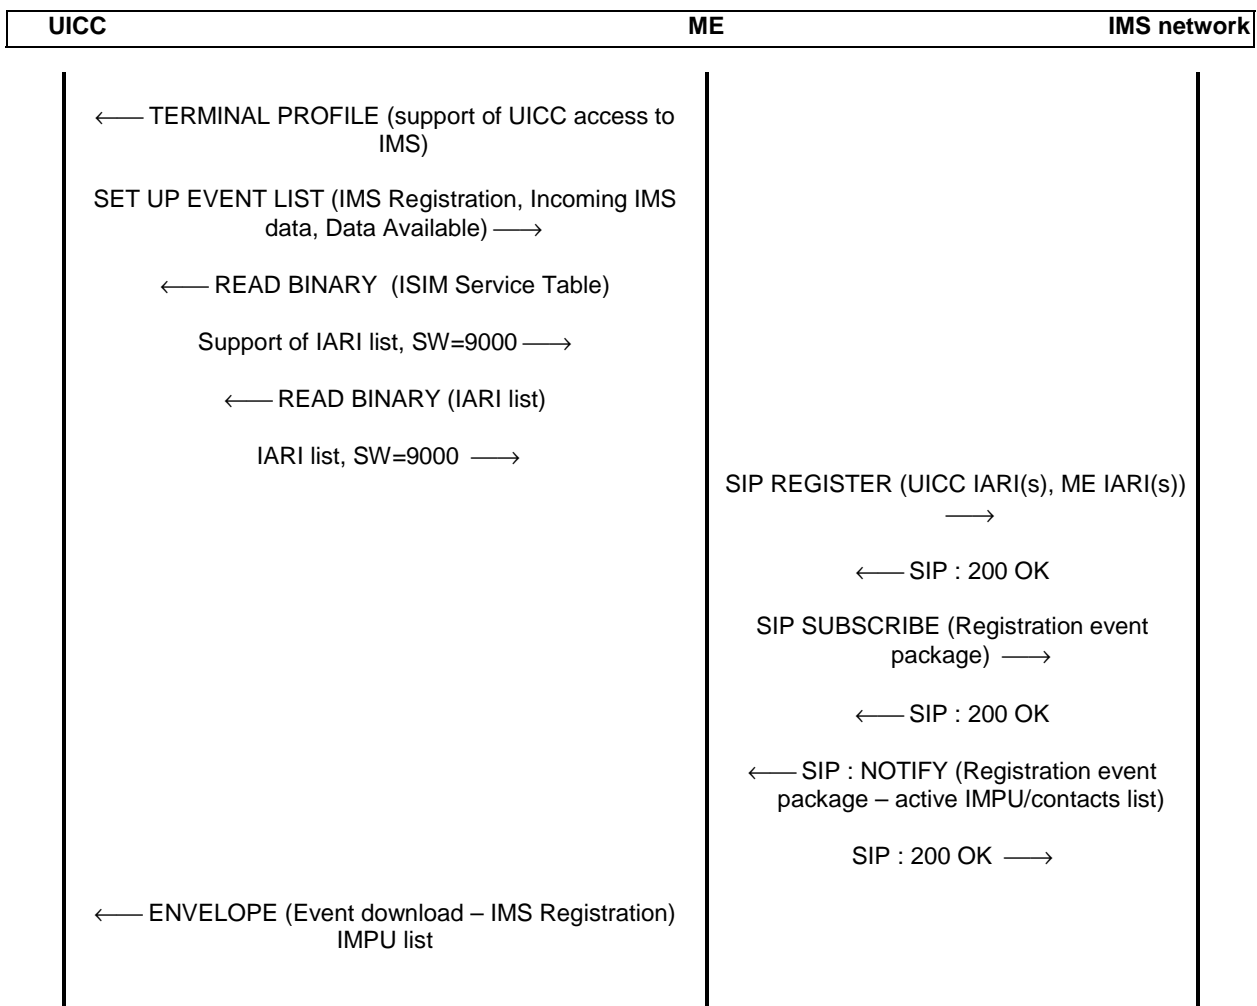 UICC ME IMS network
← TERMINAL PROFILE (support of UICC access to
IMS)
SET UP EVENT LIST (IMS Registration, Incoming IMS
data, Data Available) →
← READ BINARY (ISIM Service Table)
Support of IARI list, SW=9000 →
← READ BINARY (IARI list)
IARI list, SW=9000 →
SIP REGISTER (UICC IARI(s), ME IARI(s))
→
← SIP : 200 OK
SIP SUBSCRIBE (Registration event
package) →
← SIP : 200 OK
← SIP : NOTIFY (Registration event
package – active IMPU/contacts list)
SIP : 200 OK →
← ENVELOPE (Event download – IMS Registration)
IMPU list